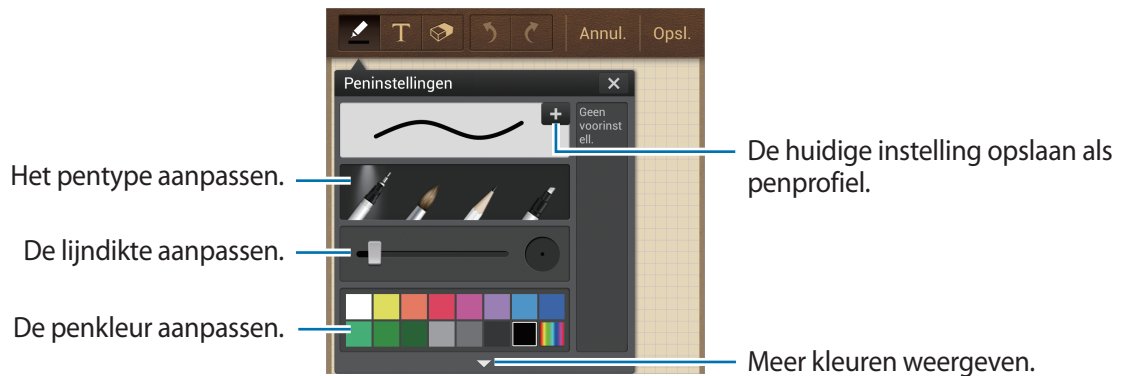 T
Annul.
Opsl.
Peninstellingen
Geen
voorinst
ell.
De huidige instelling opslaan als
penprofiel.
Het pentype aanpassen.
De lijndikte aanpassen.
De penkleur aanpassen.
Meer kleuren weergeven.